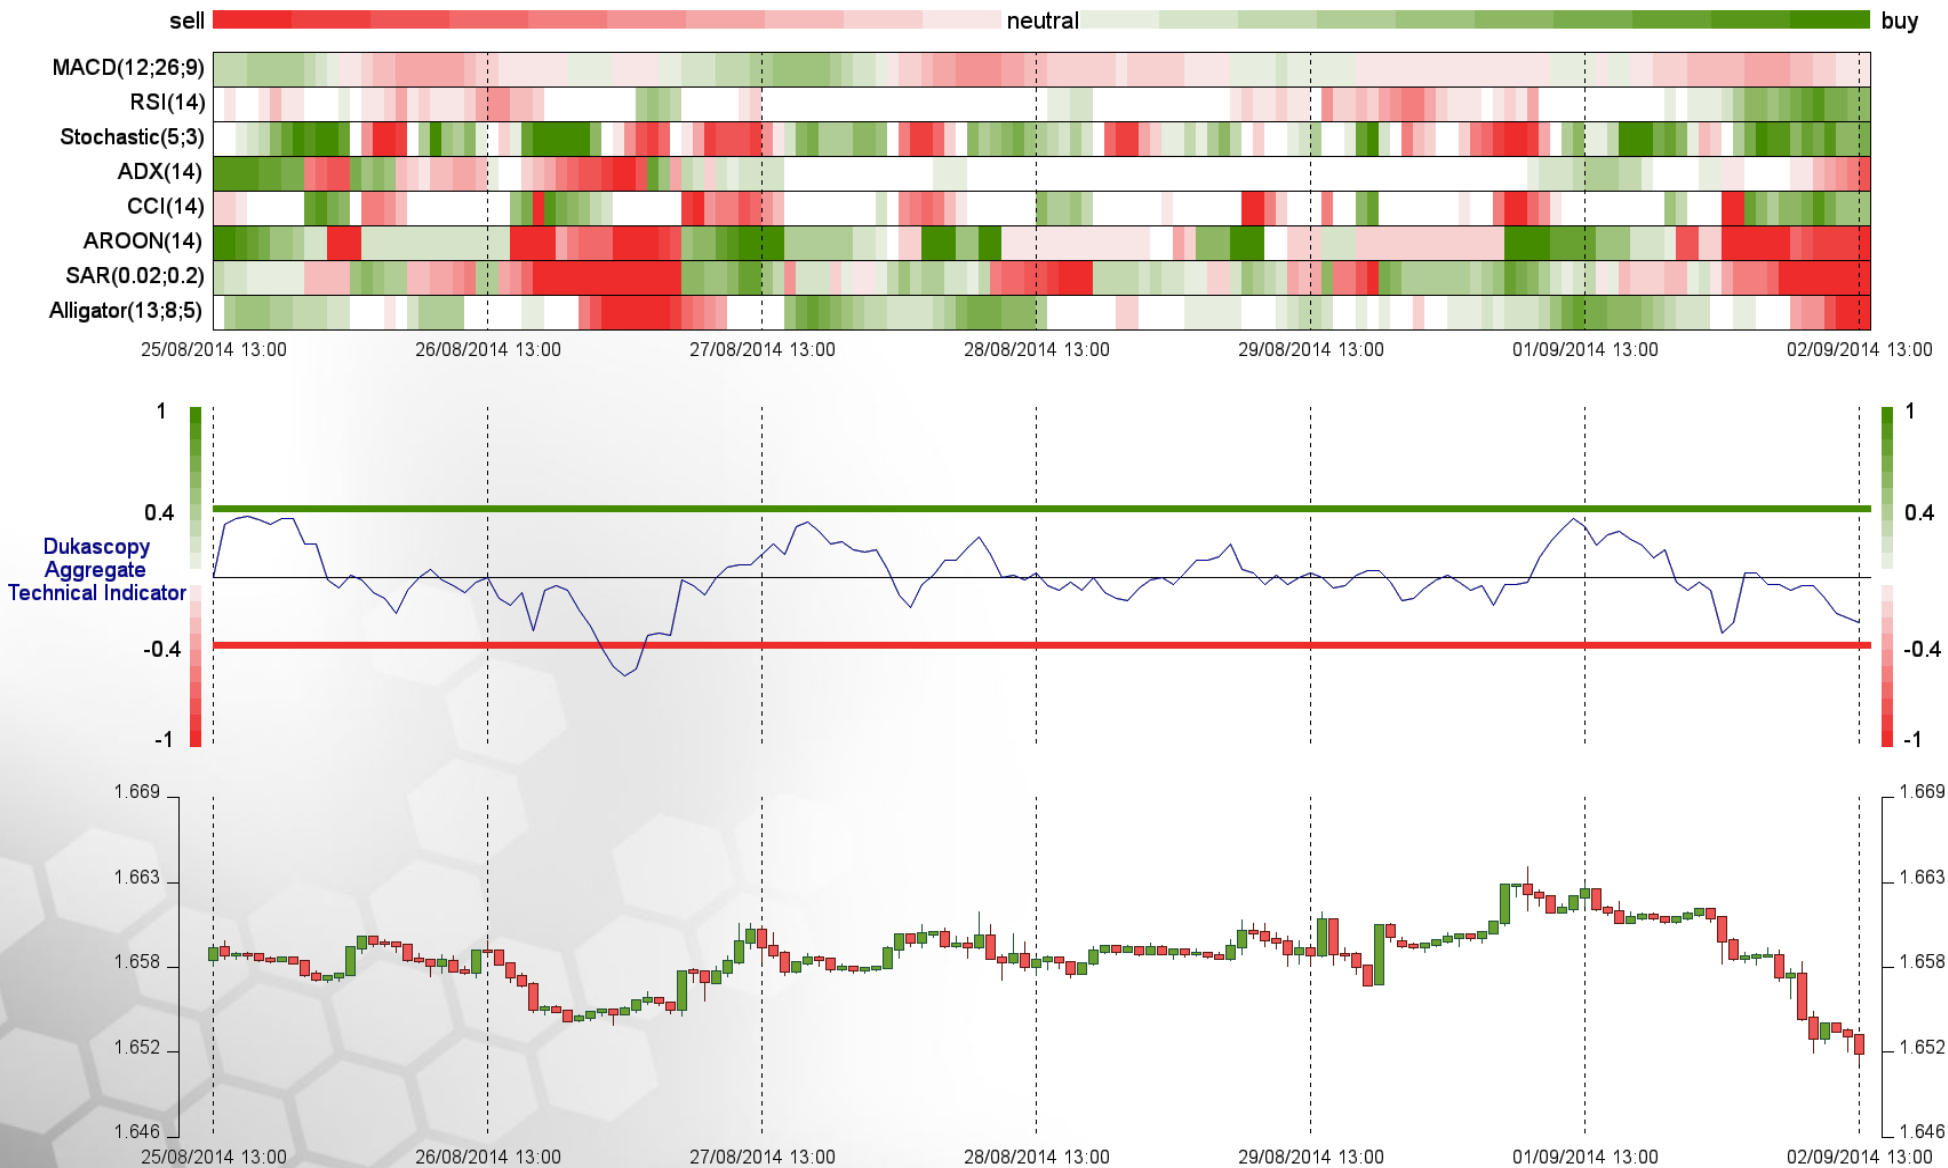 sell neutral buy
MACD(12;26;9)
RSI(14)
Stochastic(5;3)
ADX(14)
CCI(14)
AROON(14)
SAR(0.02;0.2)
Alligator(13;8;5)
25/08/2014 13:00 26/08/2014 13:00 27/08/2014 13:00 28/08/2014 13:00 29/08/2014 13:00 01/09/2014 13:00 02/09/2014 13:00
1 1
0.4 0.4
Dukascopy
Aggregate
Technical Indicator
-0.4 -0.4
-1 -1
1.669 1.669
1.663 1.663
1.658 1.658
1.652 1.652
1.646 1.646
25/08/2014 13:00 26/08/2014 13:00 27/08/2014 13:00 28/08/2014 13:00 29/08/2014 13:00 01/09/2014 13:00 02/09/2014 13:00